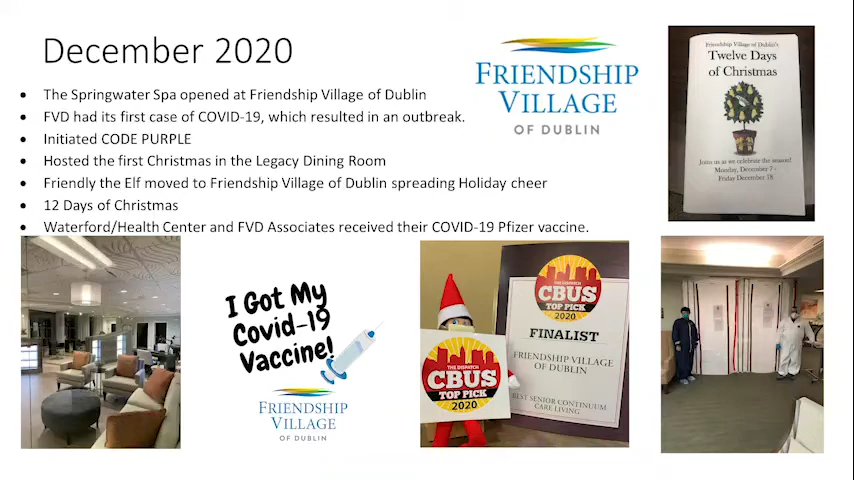 December 2020
• The Springwater Spa opened at Friendship Village of Dublin
• FVD had its first case of COVID-19, which resulted in an outbreak.
• Initiated CODE PURPLE
• Hosted the first Christmas in the Legacy Dining Room
• Friendly the Elf moved to Friendship Village of Dublin spreading Holiday cheer
• 12 Days of Christmas
• Waterford/Health Center and FVD Associates received their COVID-19 Pfizer vaccine.
FRIENDSHIP
VILLAGE
OF DUBLIN
Friendship Village of Dublin's
Twelve Days
of Christmas
Join us as we celebrate the season!
Monday, December 7 -
Friday December 18
I Got My
Covid-19
Vaccine!
FRIENDSHIP
VILLAGE
OF DUBLIN
THE DISPATCH
CBUS
TOP PICK
2020
THE DISPATCH
CBUS
TOP PICK
2020
FINALIST
FRIENDSHIP VILLAGE
OF DUBLIN
BEST SENIOR CONTINUUM
CARE LIVING